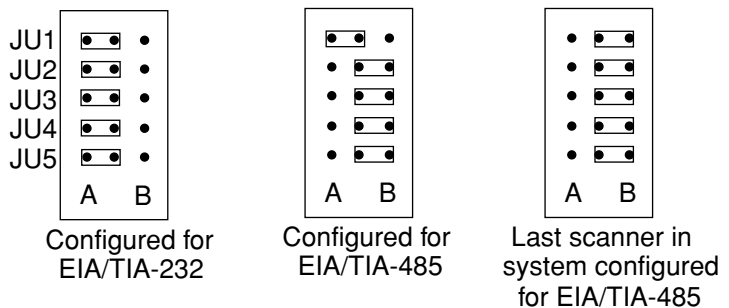 JU1
JU2
JU3
JU4
JU5
A B
Configured for
EIA/TIA-232
A B
Configured for
EIA/TIA-485
A B
Last scanner in
system configured
for EIA/TIA-485